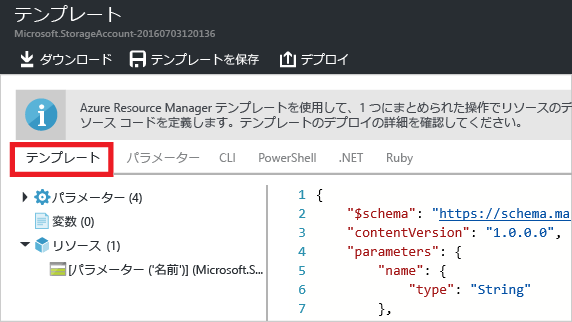 テンプレート
Microsoft.StorageAccount-20160703120136
ダウンロード テンプレートを保存 デプロイ
Azure Resource Manager テンプレートを使用して、1 つにまとめられた操作でリソースのデ
ソース コードを定義します。テンプレートのデプロイの詳細を確認してください。
テンプレート パラメーター CLI PowerShell .NET Ruby
パラメーター (4)
変数 (0)
リソース (1)
[パラメーター ('名前')] (Microsoft.S...
1 {
2 "$schema": "https://schema.ma
3 "contentVersion": "1.0.0.0",
4 "parameters": {
5 "name": {
6 "type": "String"
7 },